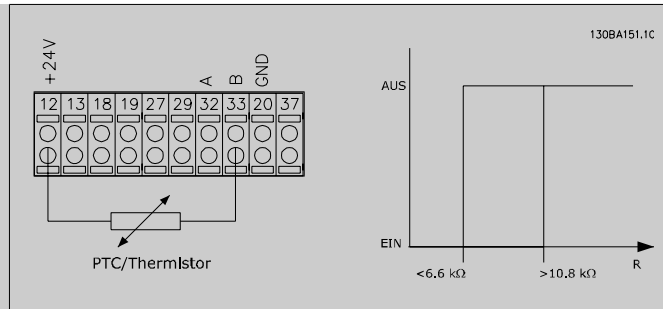 130BA151.10
+24V
A
B
GND
12 13 18 19 27 29 32 33 20 37
PTC/Thermistor
AUS
EIN
<6.6 kΩ
>10.8 kΩ
R